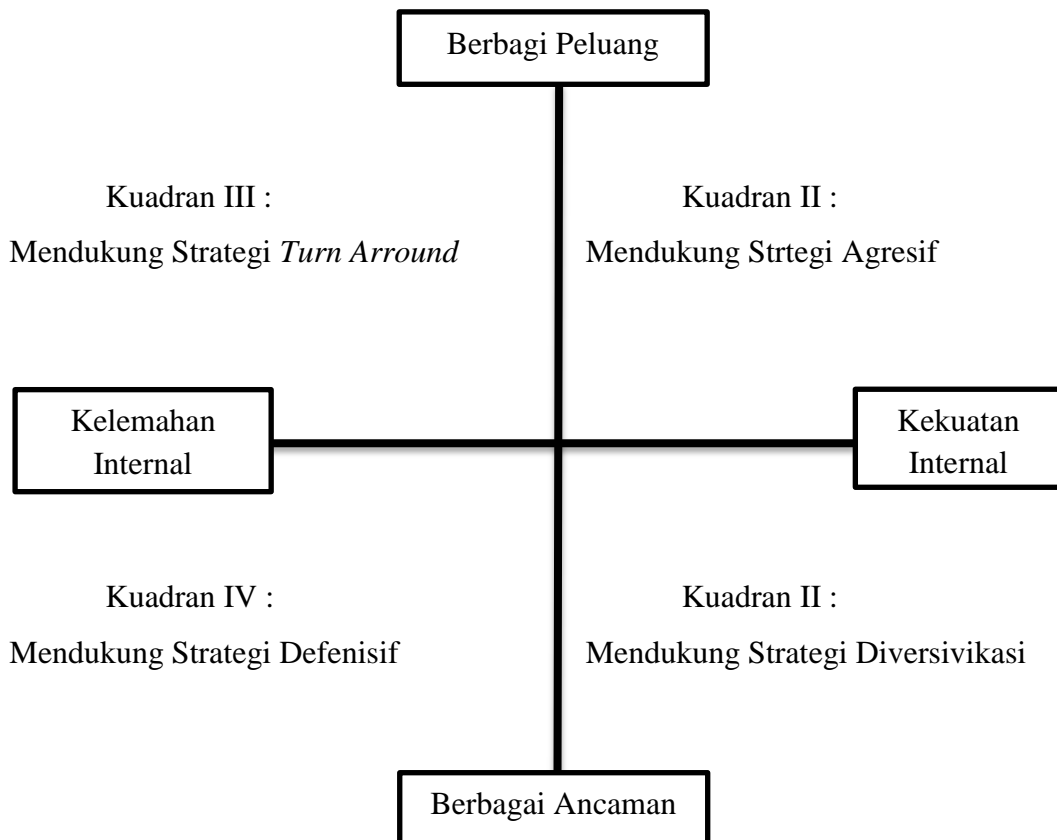 Berbagi Peluang
Kuadran III :
Mendukung Strategi Turn Arround
Kuadran II :
Mendukung Strtegi Agresif
Kelemahan
Internal
Kekuatan
Internal
Kuadran IV :
Mendukung Strategi Defenisif
Kuadran II :
Mendukung Strategi Diversivikasi
Berbagai Ancaman